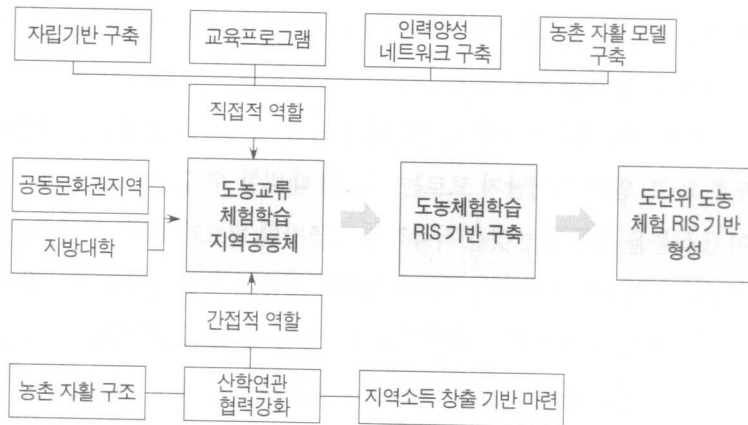 자립기반 구축
교육프로그램
인력양성
네트워크 구축
농촌 자활 모델
구축
직접적 역할
공동문화권지역
지방대학
도농교류
체험학습
지역공동체
도농체험학습
RIS 기반 구축
도단위 도농
체험 RIS 기반
형성
간접적 역할
농촌 자활 구조
산학연관
협력강화
지역소득 창출 기반 마련